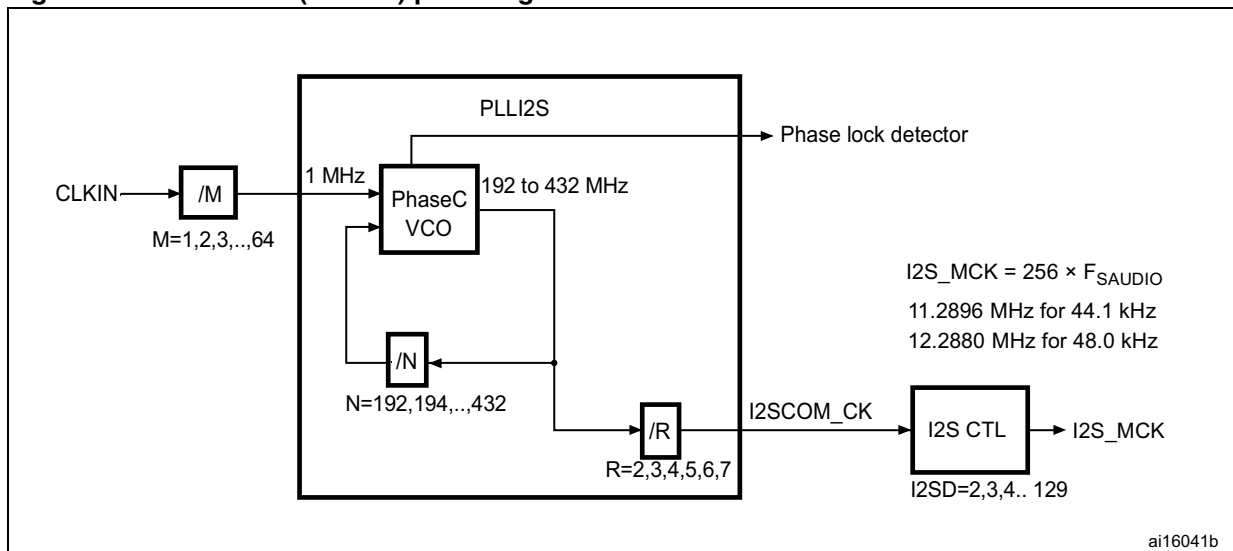 PLLI2S
Phase lock detector
1 MHz
192 to 432 MHz
CLKIN
/M
PhaseC
VCO
M=1,2,3,..,64
I2S_MCK = 256 × FSAUDIO
11.2896 MHz for 44.1 kHz
12.2880 MHz for 48.0 kHz
/N
N=192,194,..,432
I2SCOM_CK
/R
I2S CTL
I2S_MCK
R=2,3,4,5,6,7
I2SD=2,3,4.. 129
ai16041b